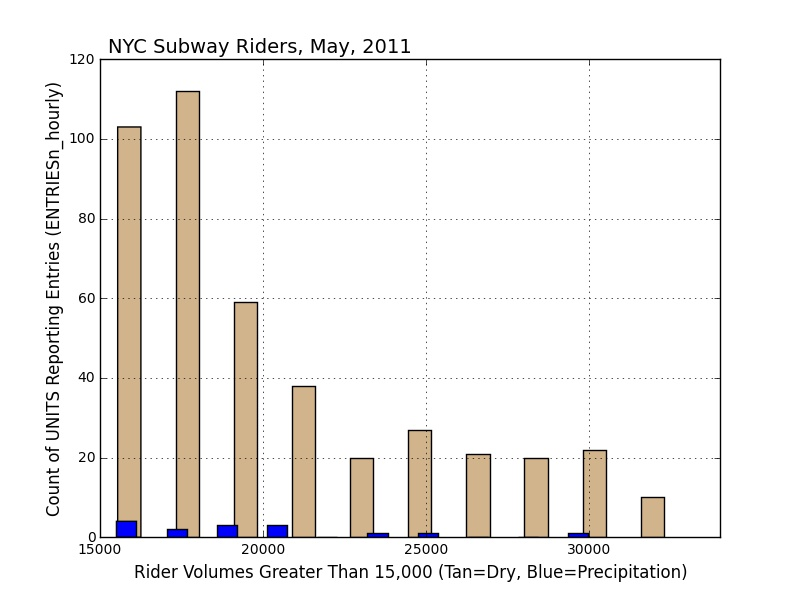 NYC Subway Riders, May, 2011
Count of UNITS Reporting Entries (ENTRIESn_hourly)
120
100
80
60
40
20
0
15000 20000 25000 30000
Rider Volumes Greater Than 15,000 (Tan=Dry, Blue=Precipitation)